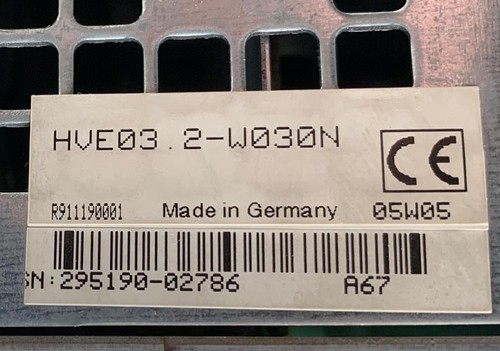 HVE03.2-W030N
CE
R911190001 Made in Germany 05W05
SN:295190-02786 A67